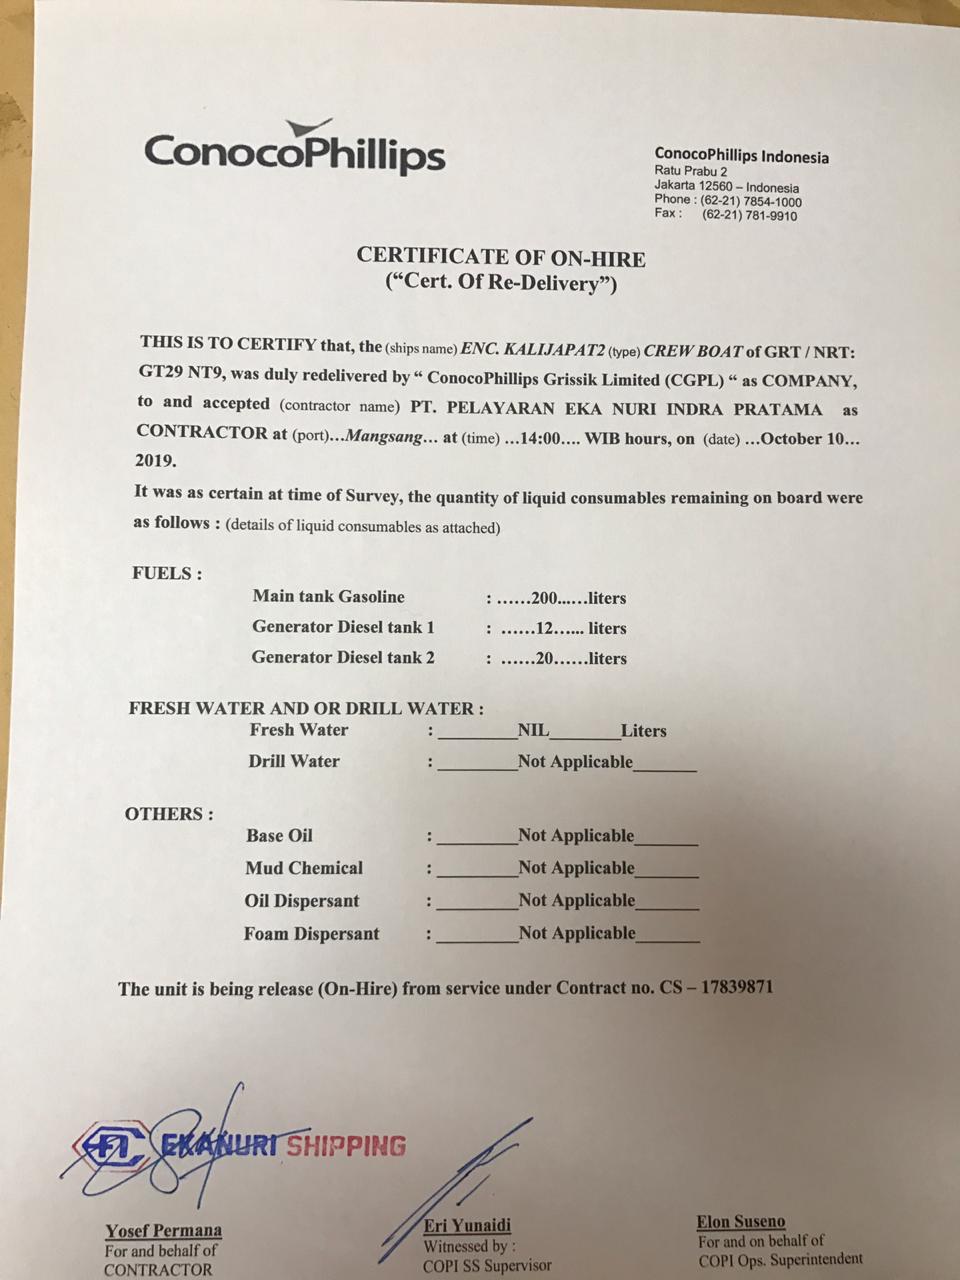 ConocoPhillips
ConocoPhillips Indonesia
Ratu Prabu 2
Jakarta 12560 – Indonesia
Phone : (62-21) 7854-1000
Fax : (62-21) 781-9910
CERTIFICATE OF ON-HIRE
(“Cert. Of Re-Delivery”)
THIS IS TO CERTIFY that, the (ships name) ENC. KALIJAPAT2 (type) CREW BOAT of GRT / NRT:
GT29 NT9, was duly redelivered by “ ConocoPhillips Grissik Limited (CGPL) “ as COMPANY,
to and accepted (contractor name) PT. PELAYARAN EKA NURI INDRA PRATAMA as
CONTRACTOR at (port)...Mangsang... at (time) ...14:00.... WIB hours, on (date) ...October 10...
2019.
It was as certain at time of Survey, the quantity of liquid consumables remaining on board were
as follows : (details of liquid consumables as attached)
FUELS :
Main tank Gasoline : ......200......liters
Generator Diesel tank 1 : ......12...... liters
Generator Diesel tank 2 : ......20......liters
FRESH WATER AND OR DRILL WATER :
Fresh Water : ________NIL_______Liters
Drill Water : ________Not Applicable______
OTHERS :
Base Oil : ________Not Applicable______
Mud Chemical : ________Not Applicable______
Oil Dispersant : ________Not Applicable______
Foam Dispersant : ________Not Applicable______
The unit is being release (On-Hire) from service under Contract no. CS – 17839871
EKANURI SHIPPING
Yosef Permana
For and behalf of
CONTRACTOR
Eri Yunaidi
Witnessed by :
COPI SS Supervisor
Elon Suseno
For and on behalf of
COPI Ops. Superintendent